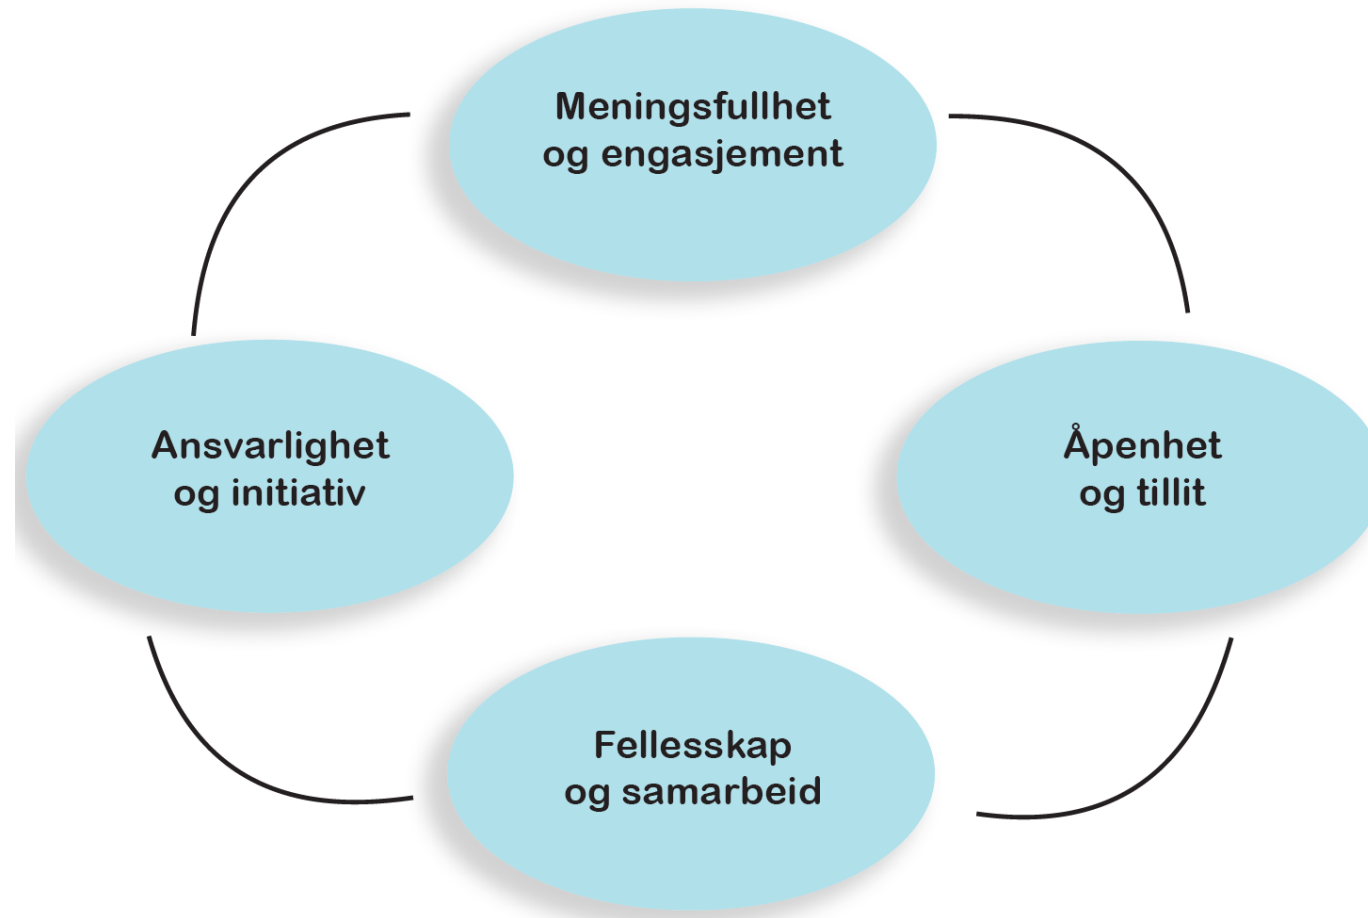 Meningsfullhet
og engasjement
Ansvarlighet
og initiativ
Åpenhet
og tillit
Fellesskap
og samarbeid